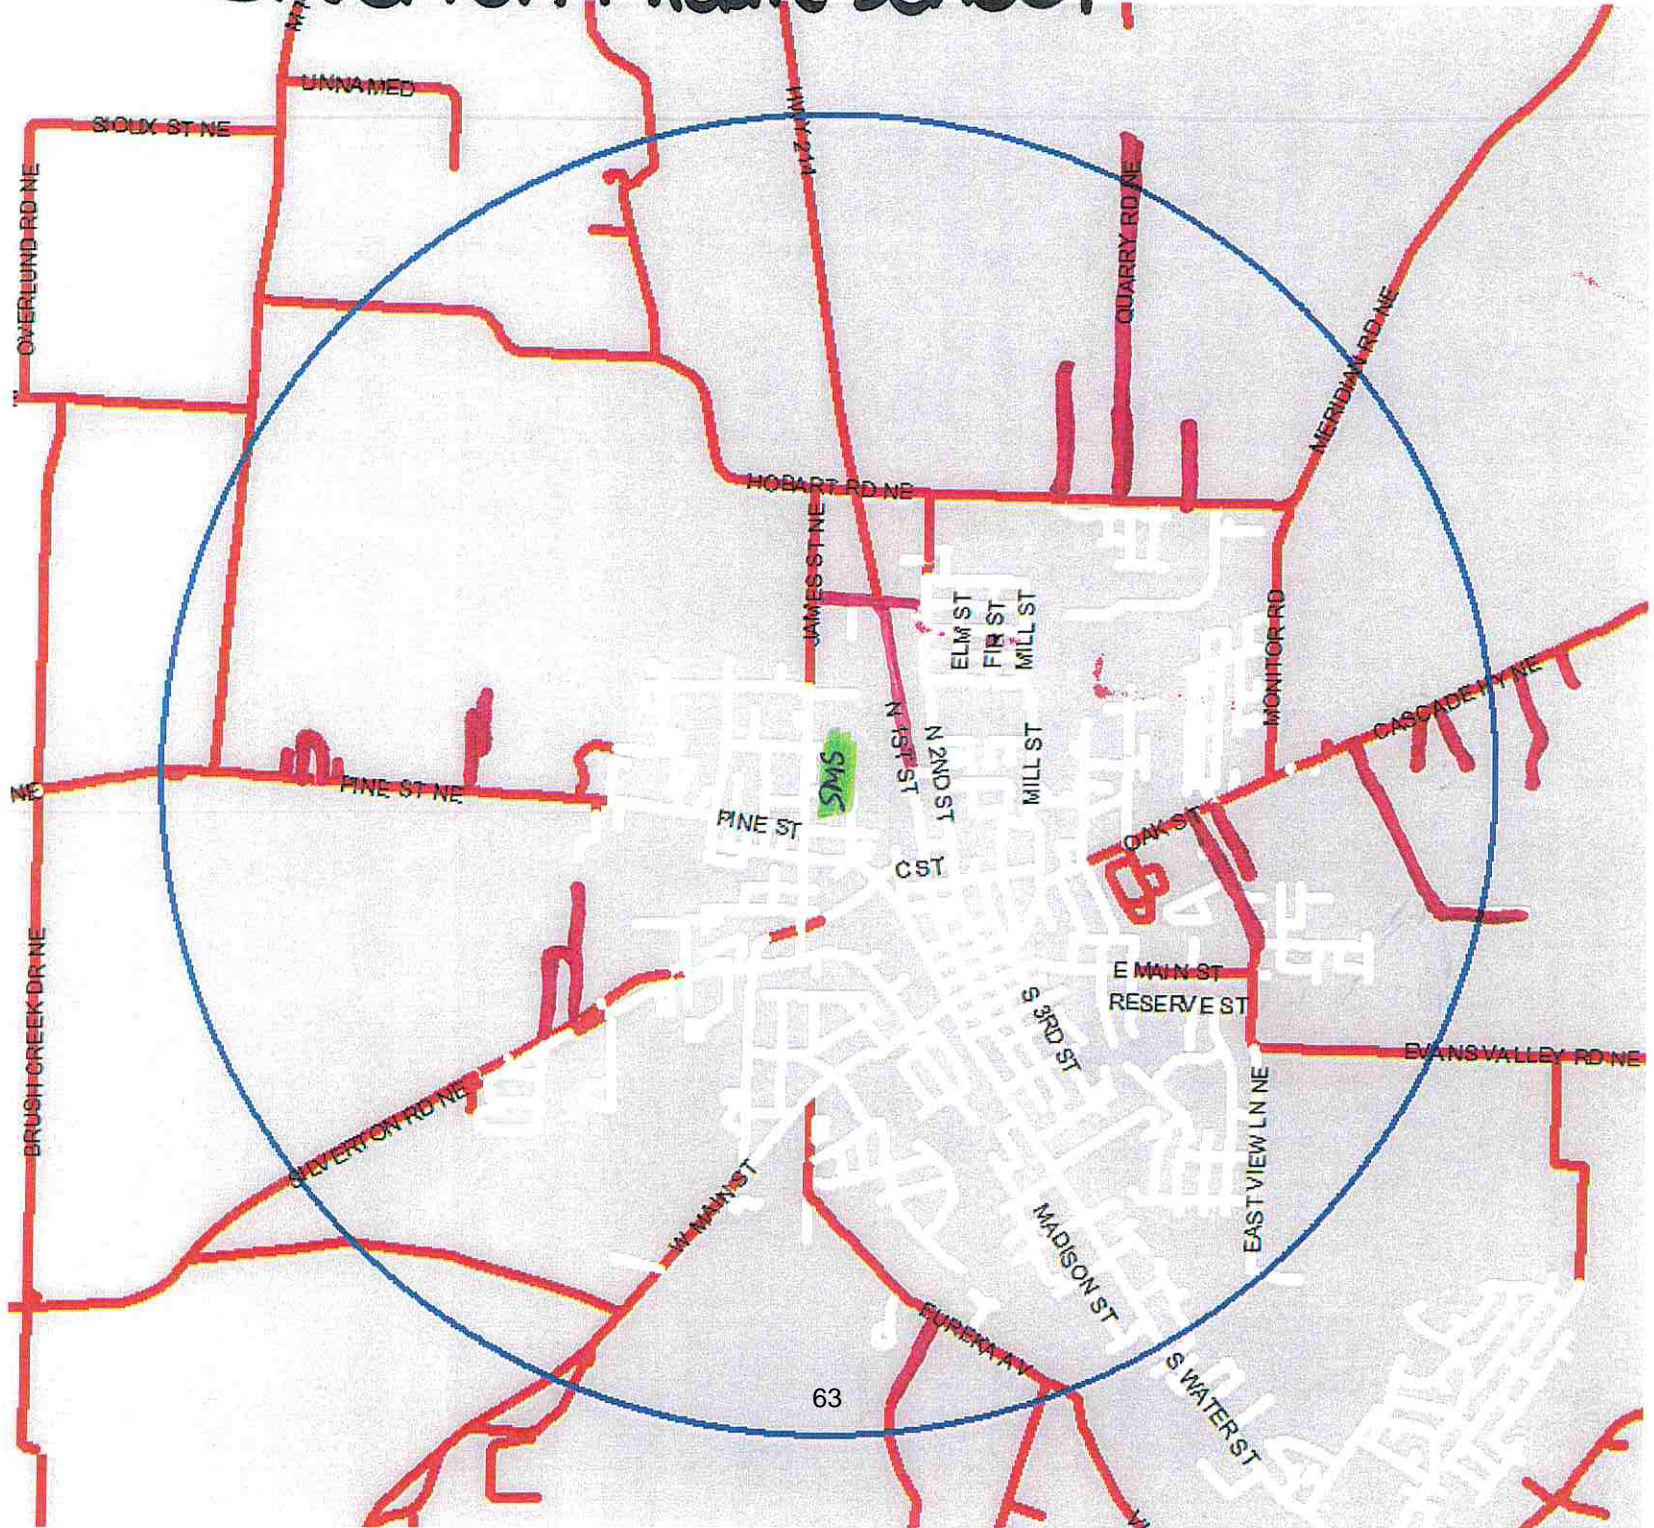 SILVERTON MIDDLE SCHOOL
UNNAMED
SIOUX ST NE
HWY 214
OVERLUND RD NE
QUARRY RD NE
MERIDIAN RD NE
HOBART RD NE
JAMES ST NE
ELM ST
FIR ST
MILL ST
MONITOR RD
CASCADE HY NE
N 1ST ST
N 2ND ST
MILL ST
SMS
NE
PINE ST NE
PINE ST
OAK ST
C ST
BRUSH CREEK DR NE
E MAIN ST
RESERVE ST
S 3RD ST
EVANS VALLEY RD NE
SILVERTON RD NE
EASTVIEW LN NE
W MAIN ST
MADISON ST
EUREKA AV
S WATER ST
63